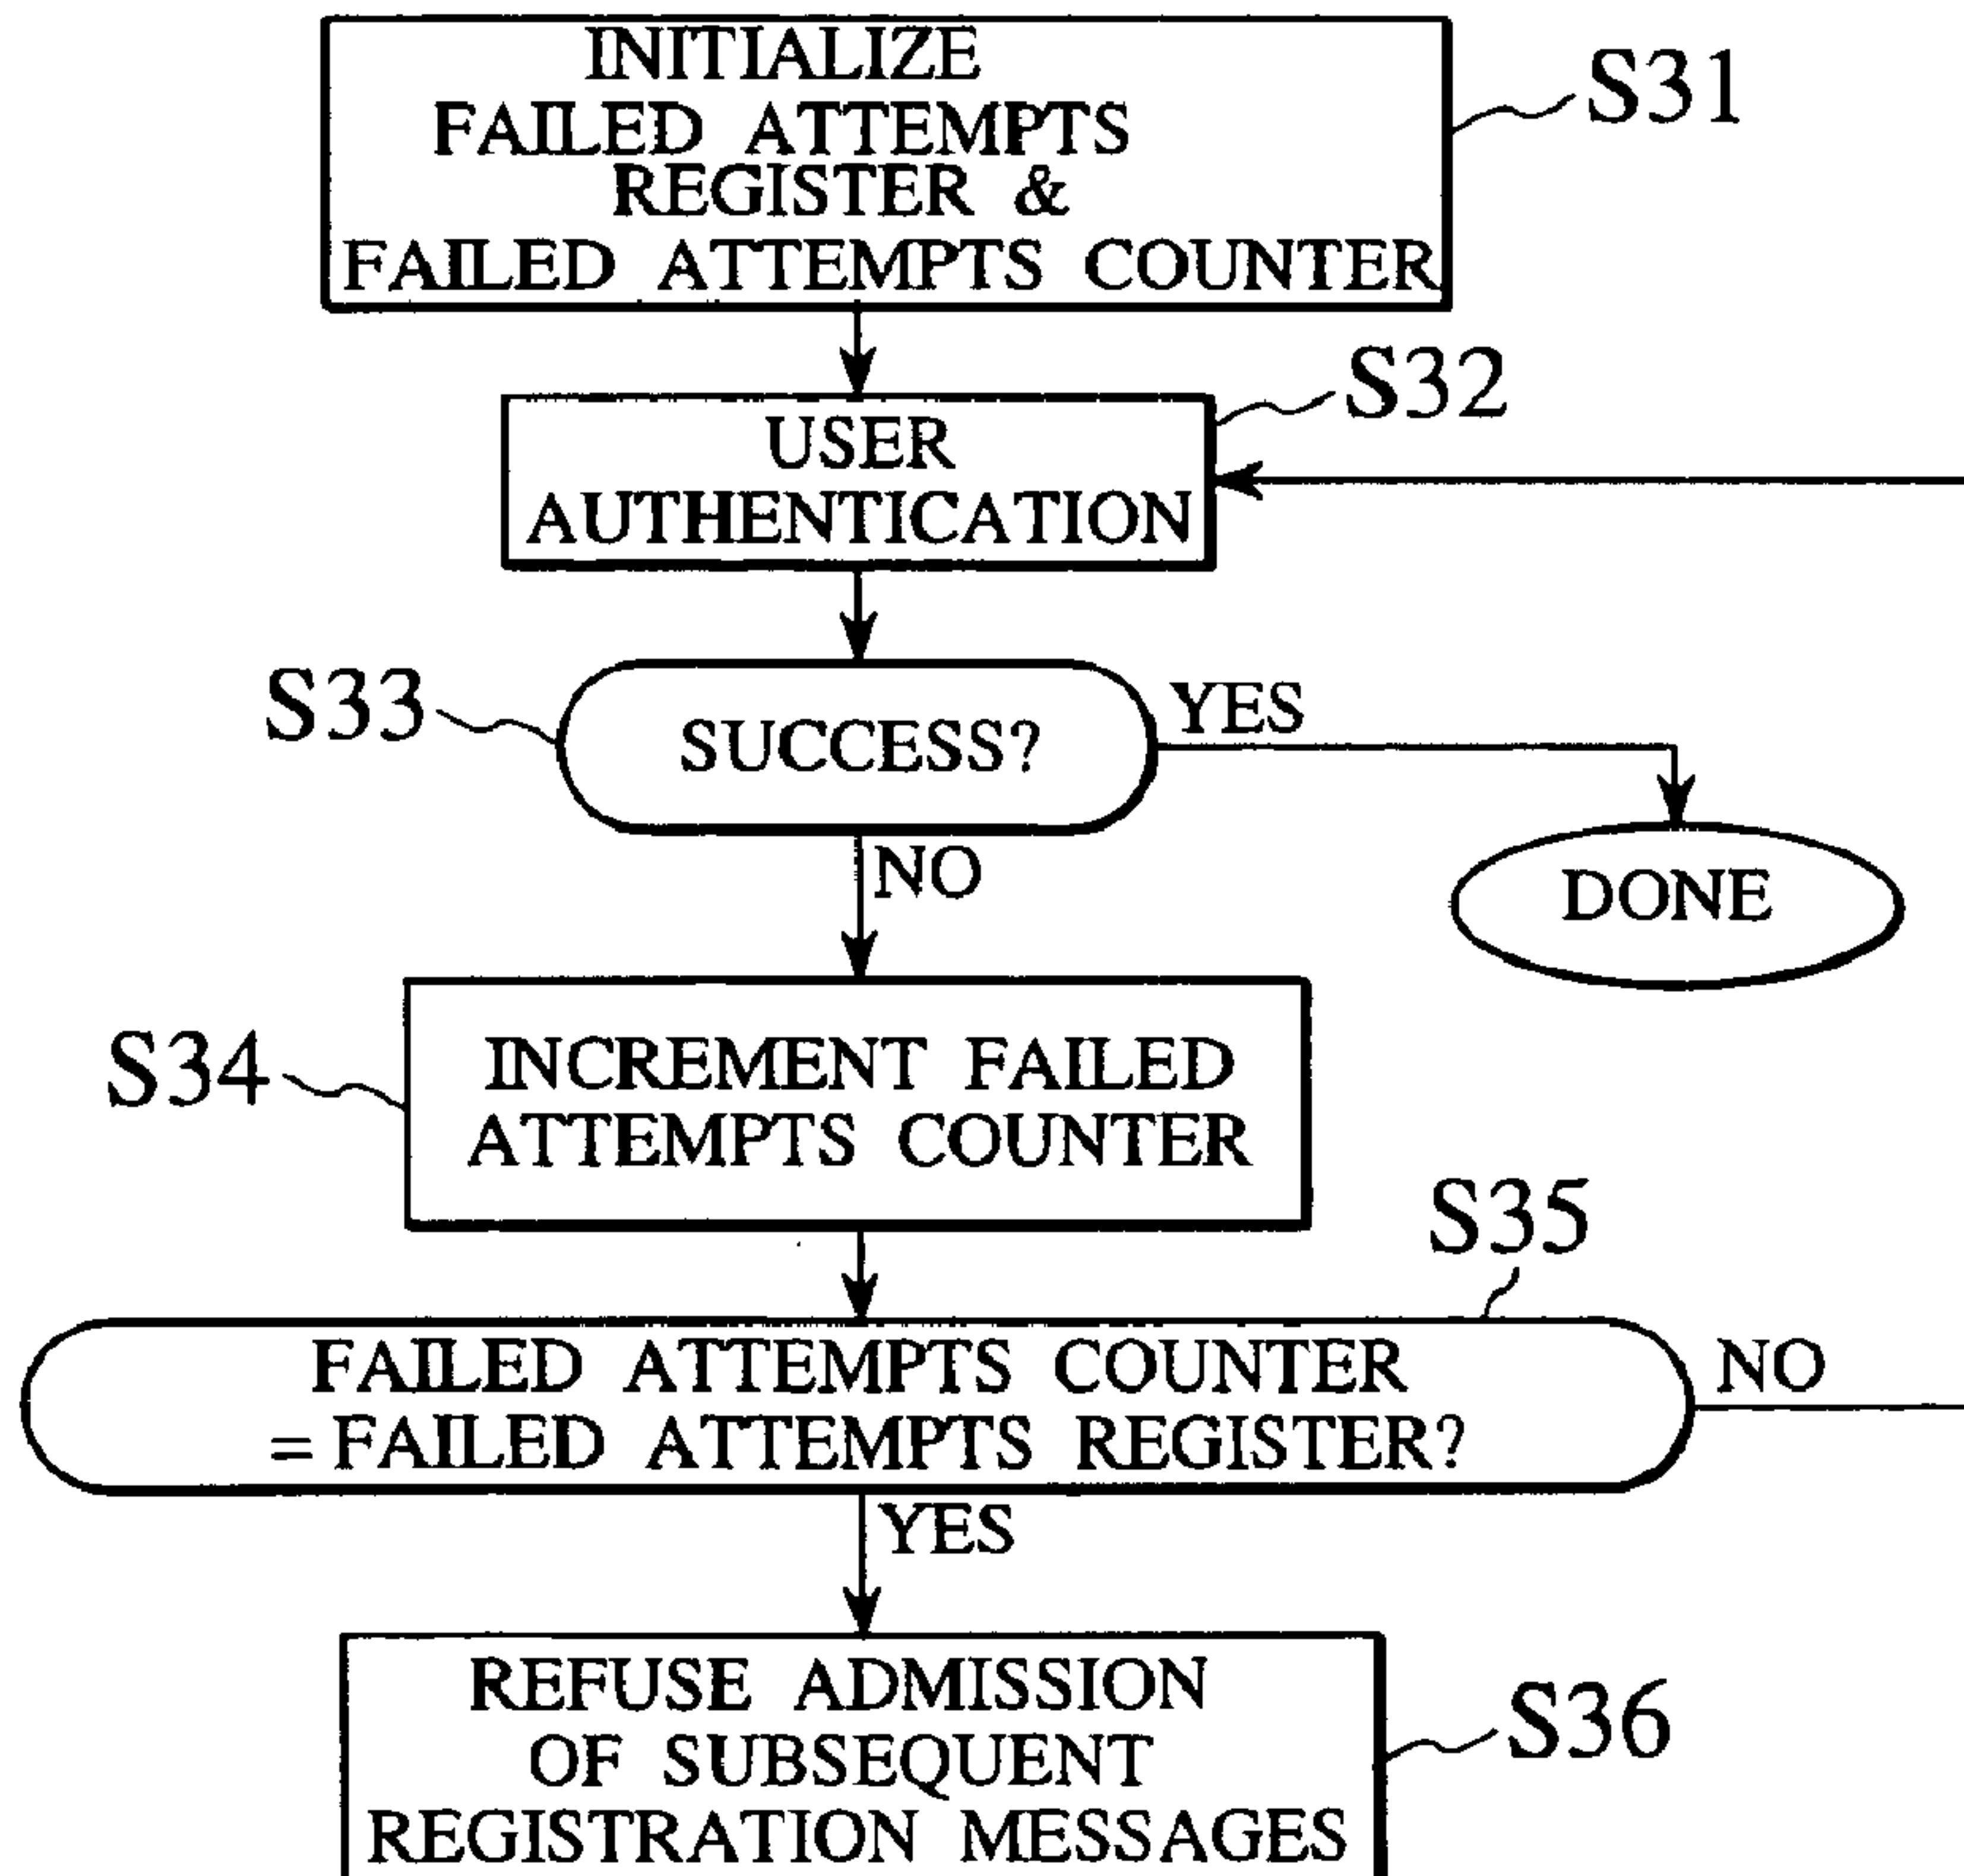 INITIALIZE
FAILED ATTEMPTS
REGISTER &
FAILED ATTEMPTS COUNTER
S31
S32
USER
AUTHENTICATION
S33
SUCCESS?
YES
NO
DONE
S34
INCREMENT FAILED
ATTEMPTS COUNTER
S35
FAILED ATTEMPTS COUNTER
= FAILED ATTEMPTS REGISTER?
NO
YES
REFUSE ADMISSION
OF SUBSEQUENT
REGISTRATION MESSAGES
S36